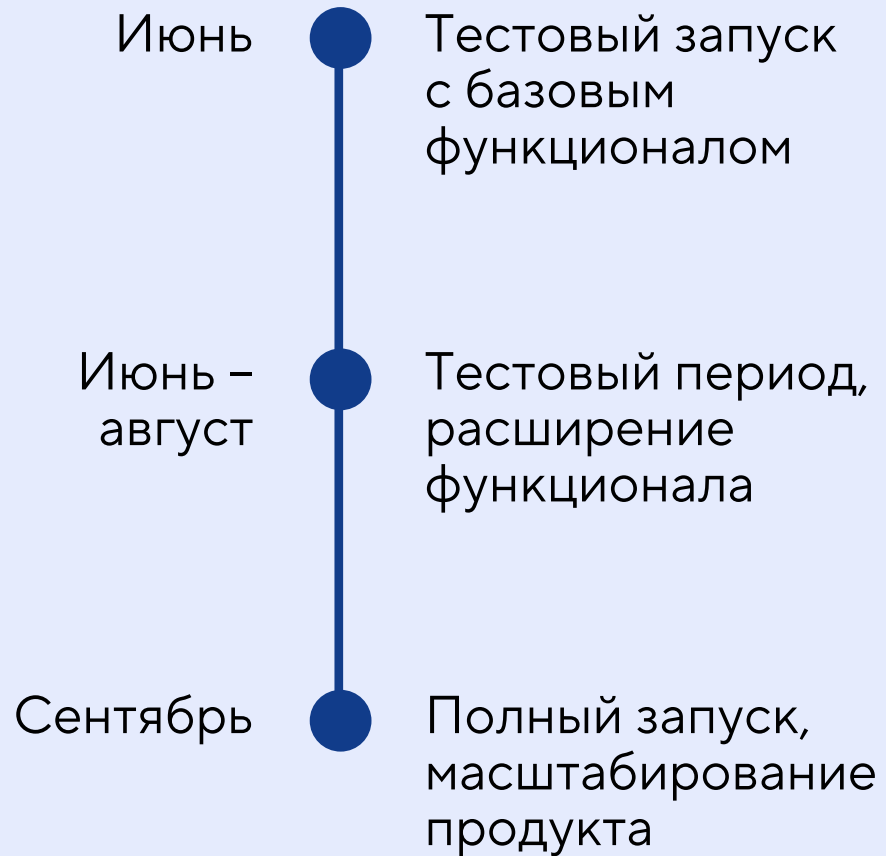 Июнь
Тестовый запуск
с базовым
функционалом
Июнь –
август
Тестовый период,
расширение
функционала
Сентябрь
Полный запуск,
масштабирование
продукта